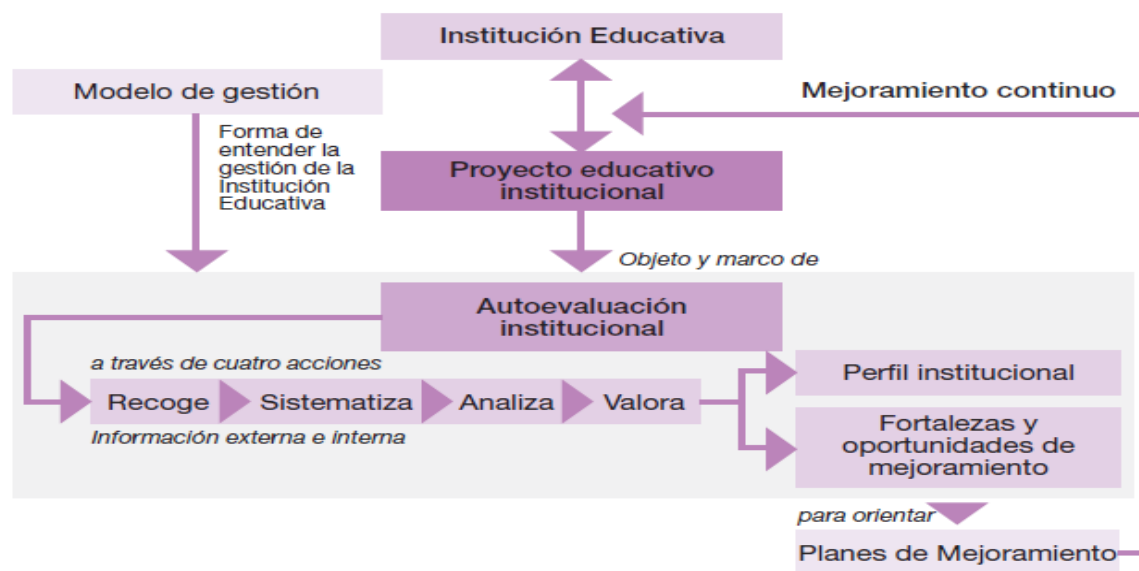 Institución Educativa
Modelo de gestión
Mejoramiento continuo
Forma de
entender la
gestión de la
Institución
Educativa
Proyecto educativo
institucional
Objeto y marco de
Autoevaluación
institucional
a través de cuatro acciones
Recoge Sistematiza Analiza Valora
Información externa e interna
Perfil institucional
Fortalezas y
oportunidades de
mejoramiento
para orientar
Planes de Mejoramiento